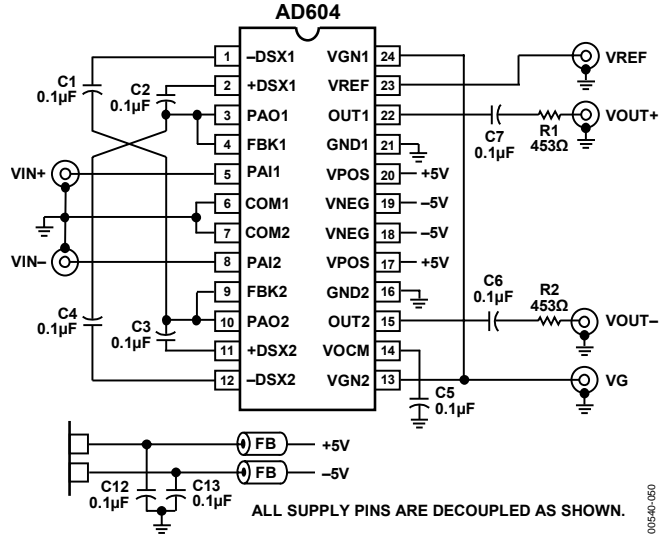 AD604
C1
0.1µF
C2
0.1µF
1 –DSX1 VGN1 24
2 +DSX1 VREF 23
3 PAO1 OUT1 22
4 FBK1 GND1 21
5 PAI1 VPOS 20 +5V
6 COM1 VNEG 19 –5V
7 COM2 VNEG 18 –5V
8 PAI2 VPOS 17 +5V
9 FBK2 GND2 16
10 PAO2 OUT2 15
11 +DSX2 VOCM 14
12 –DSX2 VGN2 13
VIN+
VIN–
C4
0.1µF
C3
0.1µF
VREF
VOUT+
C7
0.1µF
R1
453Ω
C6
0.1µF
R2
453Ω
VOUT–
VG
C5
0.1µF
FB +5V
FB –5V
C12
0.1µF
C13
0.1µF
ALL SUPPLY PINS ARE DECOUPLED AS SHOWN.
00540-050